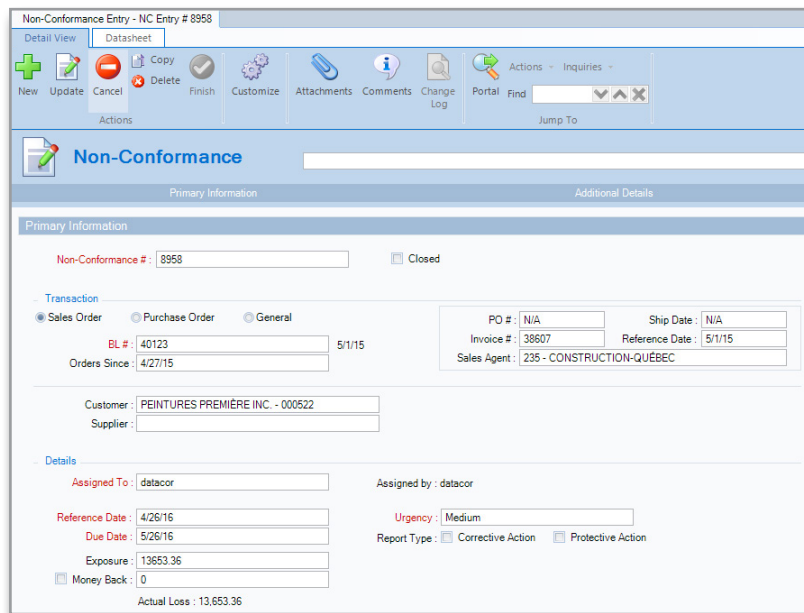 Non-Conformance Entry - NC Entry # 8958
Detail View Datasheet
New Update Cancel Copy Delete Finish Customize Attachments Comments Change Log Portal Actions Inquiries Find
Actions Jump To
Non-Conformance
Primary Information Additional Details
Primary Information
Non-Conformance # : 8958 Closed
Transaction
Sales Order Purchase Order General PO # : N/A Ship Date : N/A
BL # : 40123 5/1/15 Invoice # : 38607 Reference Date : 5/1/15
Orders Since : 4/27/15 Sales Agent : 235 - CONSTRUCTION-QUÉBEC
Customer : PEINTURES PREMIÈRE INC. - 000522
Supplier :
Details
Assigned To : datacor Assigned by : datacor
Reference Date : 4/26/16 Urgency : Medium
Due Date : 5/26/16 Report Type : Corrective Action Protective Action
Exposure : 13653.36
Money Back : 0
Actual Loss : 13,653.36